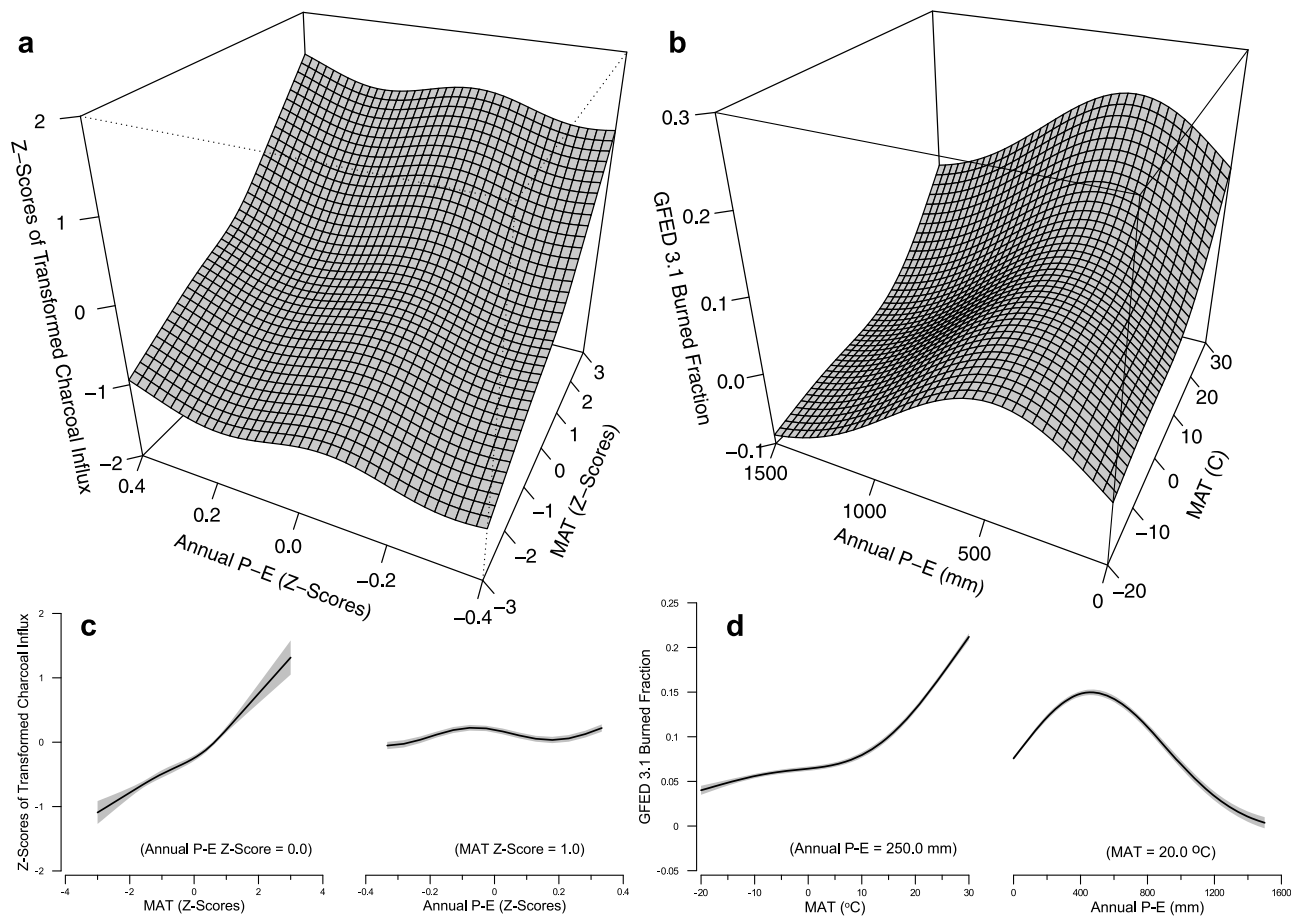 a
Z−Scores of Transformed Charcoal Influx
2
1
0
−1
−2
0.4
0.2
0.0
−0.2
−0.4
Annual P−E (Z−Scores)
−3
−2
−1
0
1
2
3
MAT (Z−Scores)
b
GFED 3.1 Burned Fraction
0.3
0.2
0.1
0.0
−0.1
1500
1000
500
0
Annual P−E (mm)
−20
−10
0
10
20
30
MAT (C)
c
Z-Scores of Transformed Charcoal Influx
2
1
0
-1
-2
(Annual P-E Z-Score = 0.0)
-4 -2 0 2 4
MAT (Z-Scores)
(MAT Z-Score = 1.0)
-0.4 -0.2 0 0.2 0.4
Annual P-E (Z-Scores)
d
GFED 3.1 Burned Fraction
0.25
0.2
0.15
0.1
0.05
0
-0.05
(Annual P-E = 250.0 mm)
-20 -10 0 10 20 30
MAT (°C)
(MAT = 20.0 °C)
0 400 800 1200 1600
Annual P-E (mm)